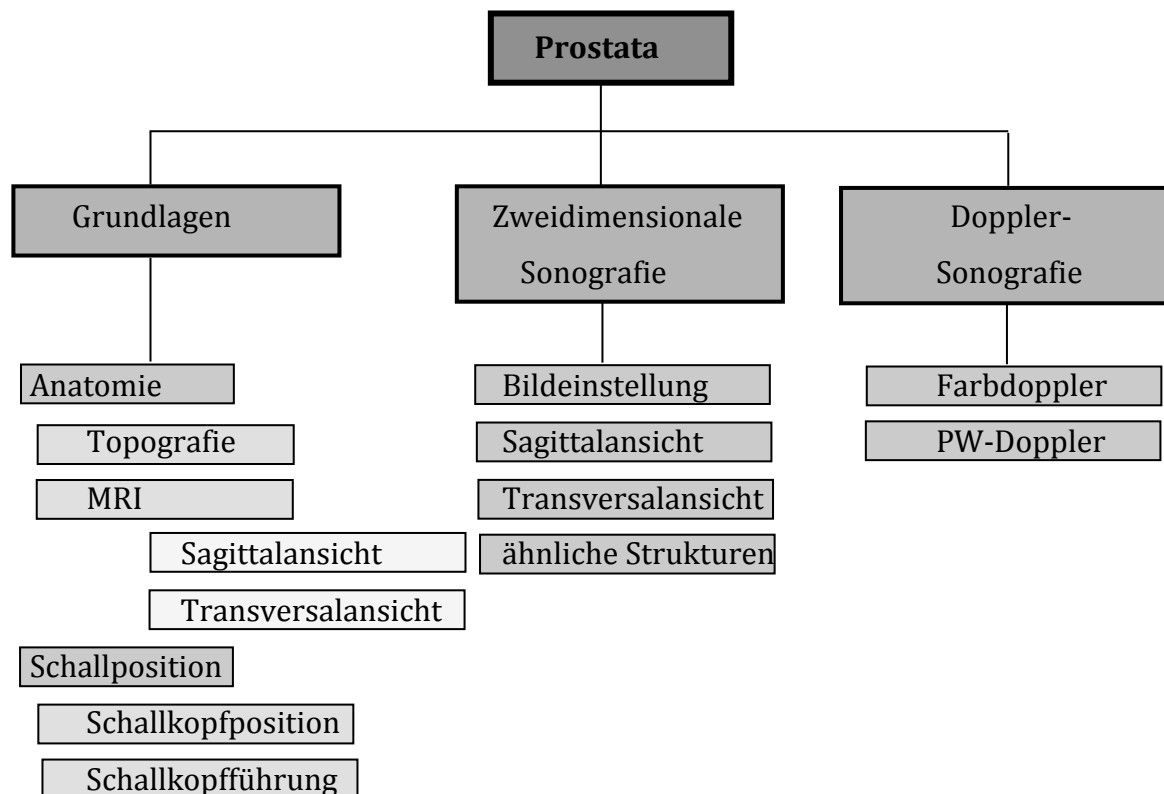 Prostata
Grundlagen
Zweidimensionale
Sonografie
Doppler-
Sonografie
Anatomie
Topografie
MRI
Sagittalansicht
Transversalansicht
Schallposition
Schallkopfposition
Schallkopfführung
Bildeinstellung
Sagittalansicht
Transversalansicht
ähnliche Strukturen
Farbdoppler
PW-Doppler